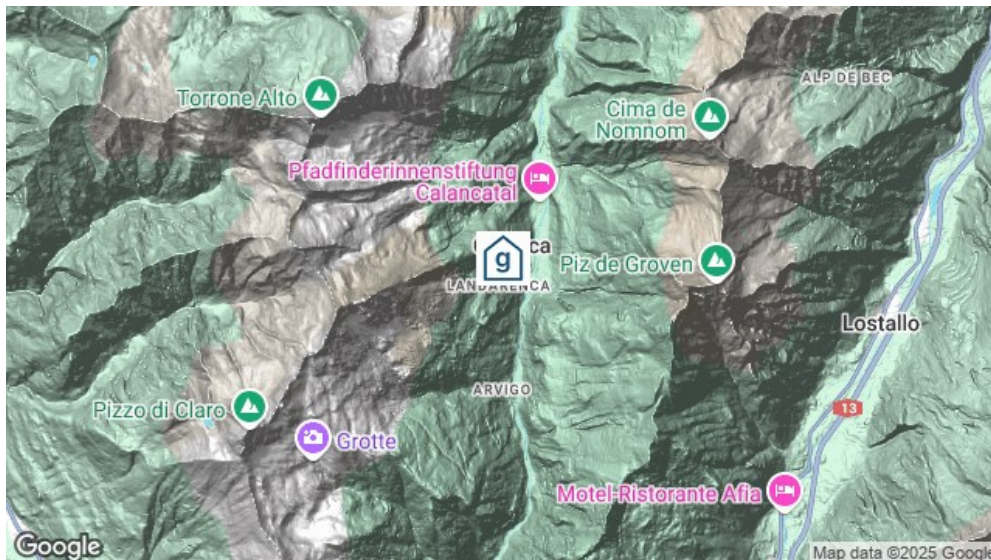 ALP DE BEC
Torrone Alto
Cima de
Nomnom
Pfadfinderinnenstiftung
Calancatal
g
Piz de Groven
LANDARENCA
Lostallo
ARVIGO
13
Pizzo di Claro
Grotte
Motel-Ristorante Afia
Google
Map data ©2025 Google